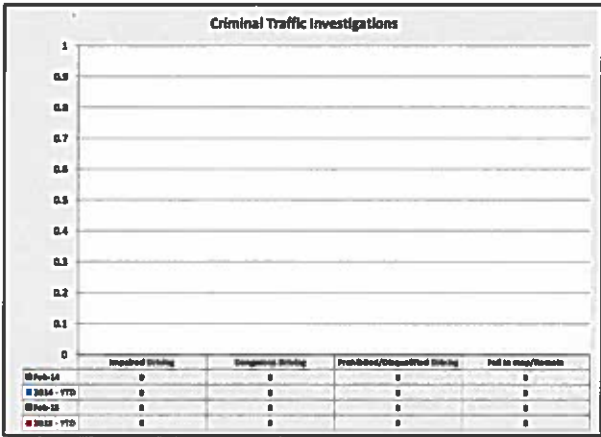 Criminal Traffic Investigations
1
0.9
0.8
0.7
0.6
0.5
0.4
0.3
0.2
0.1
0
Impaired Driving Dangerous Driving Prohibited/Disqualified Driving Fail to Stop/Remain
Feb-14 0 0 0 0
2014 - YTD 0 0 0 0
Feb-15 0 0 0 0
2015 - YTD 0 0 0 0